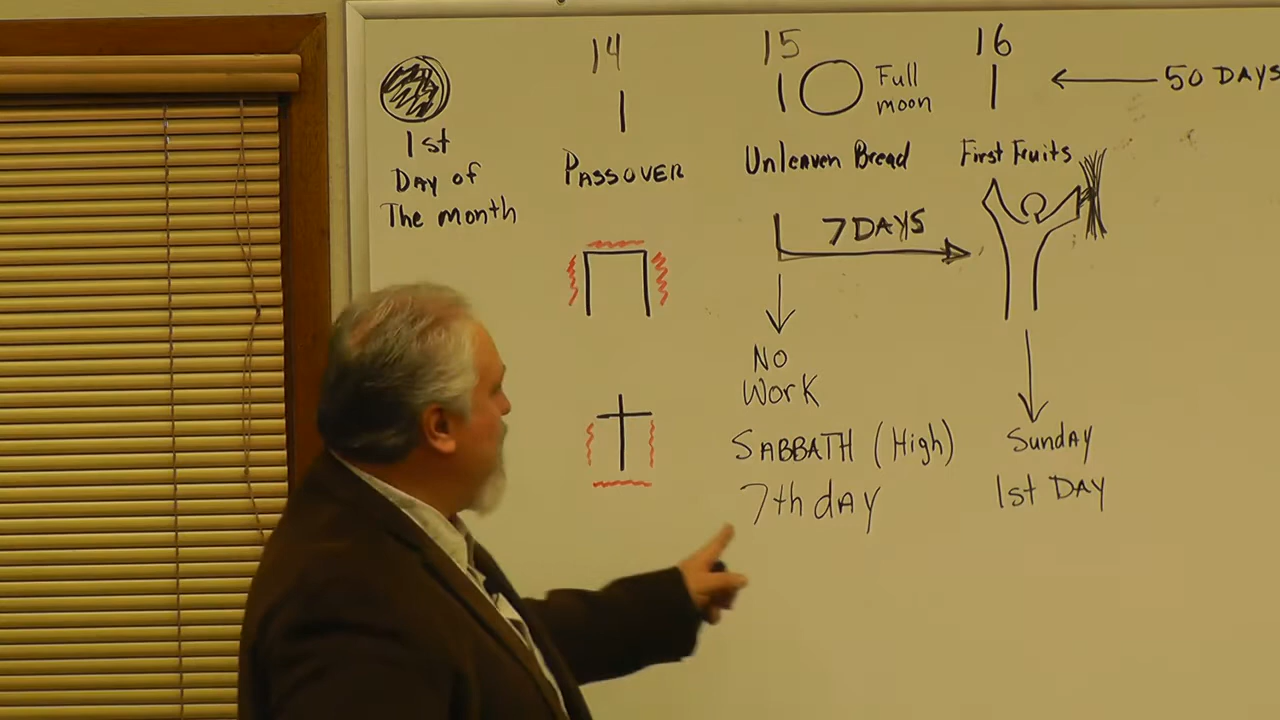 14
15
16
Full
moon
50 DAYS
1st
DAY of
The month
PASSOVER
Unleaven Bread
First Fruits
7 DAYS
NO
WORK
SABBATH (High)
7th dAY
SundAY
1st DAY